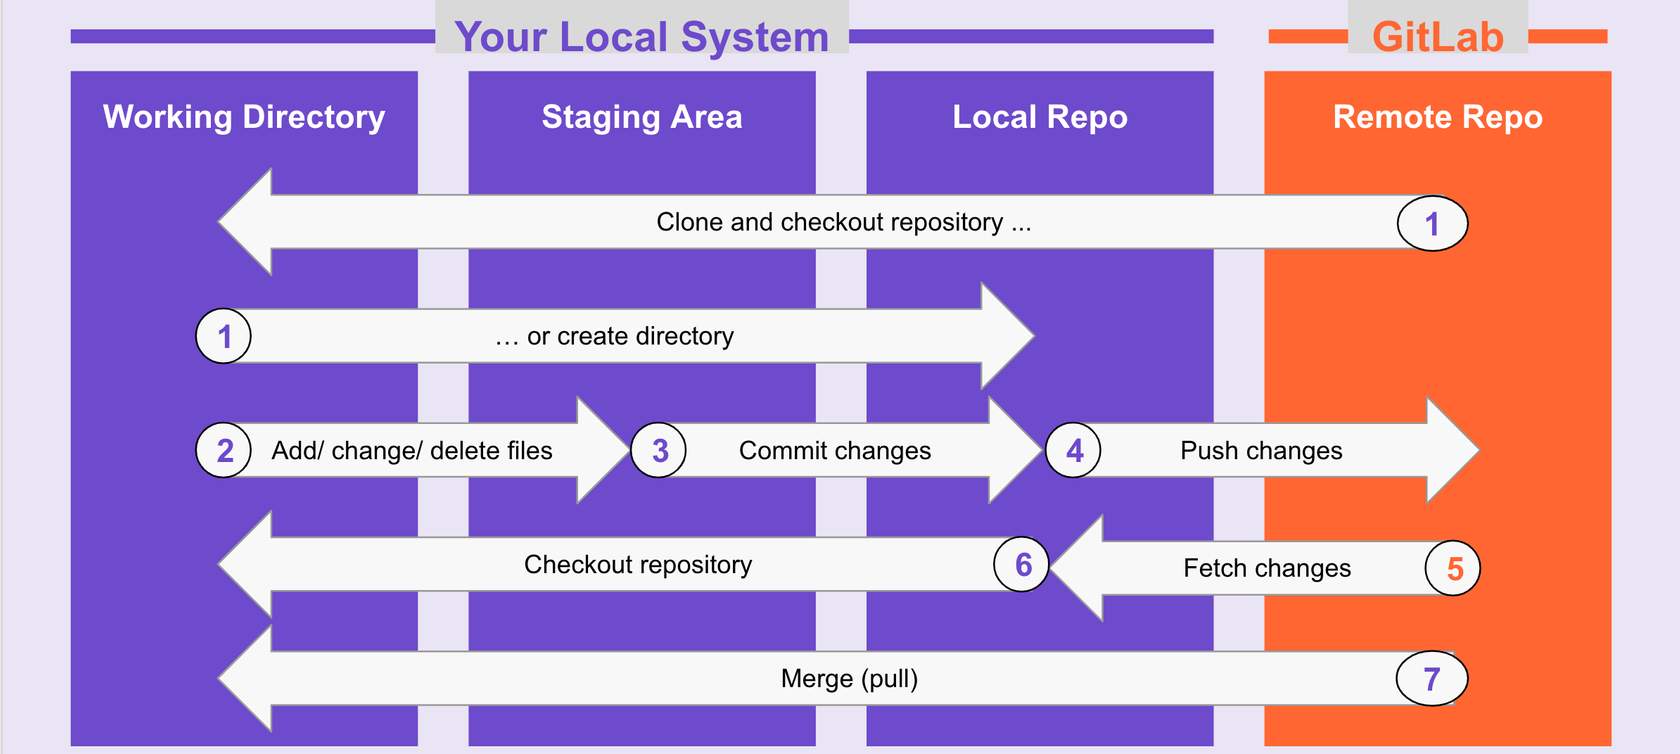 Your Local System
GitLab
Working Directory
Staging Area
Local Repo
Remote Repo
Clone and checkout repository ...
1
1
… or create directory
2
Add/ change/ delete files
3
Commit changes
4
Push changes
Checkout repository
6
Fetch changes
5
Merge (pull)
7